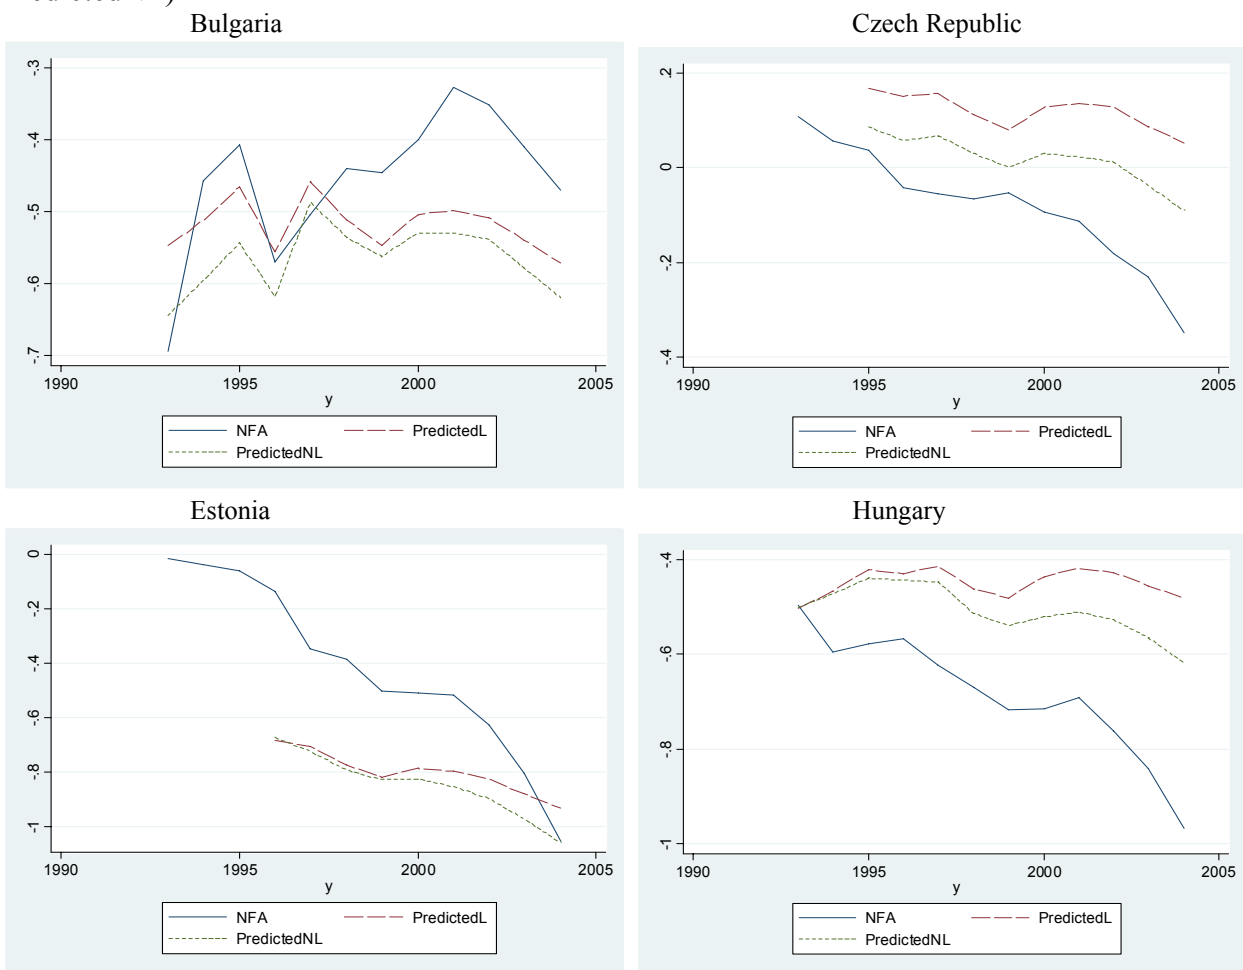 Bulgaria
-.3
-.4
-.5
-.6
-.7
1990 1995 2000 2005
y
NFA PredictedL
PredictedNL
Czech Republic
.2
0
-.2
-.4
1990 1995 2000 2005
y
NFA PredictedL
PredictedNL
Estonia
0
-.2
-.4
-.6
-.8
-1
1990 1995 2000 2005
y
NFA PredictedL
PredictedNL
Hungary
-.4
-.6
-.8
-1
1990 1995 2000 2005
y
NFA PredictedL
PredictedNL